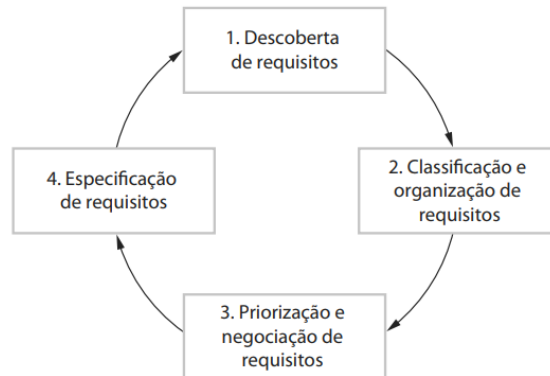 1. Descoberta
de requisitos
2. Classificação e
organização de
requisitos
3. Priorização e
negociação de
requisitos
4. Especificação
de requisitos